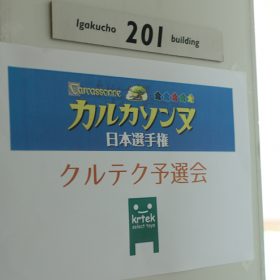 Igakucho 201 building
Carcassonne
カルカソンヌ
日本選手権
クルテク予選会
krtek
select toys